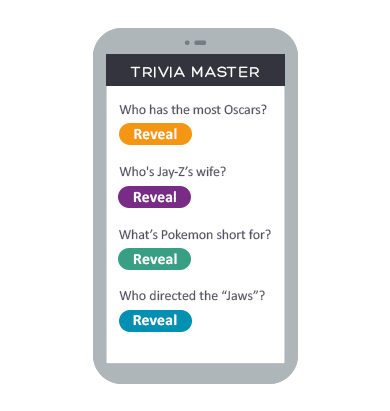 TRIVIA MASTER
Who has the most Oscars?
Reveal
Who's Jay-Z’s wife?
Reveal
What’s Pokemon short for?
Reveal
Who directed the “Jaws”?
Reveal